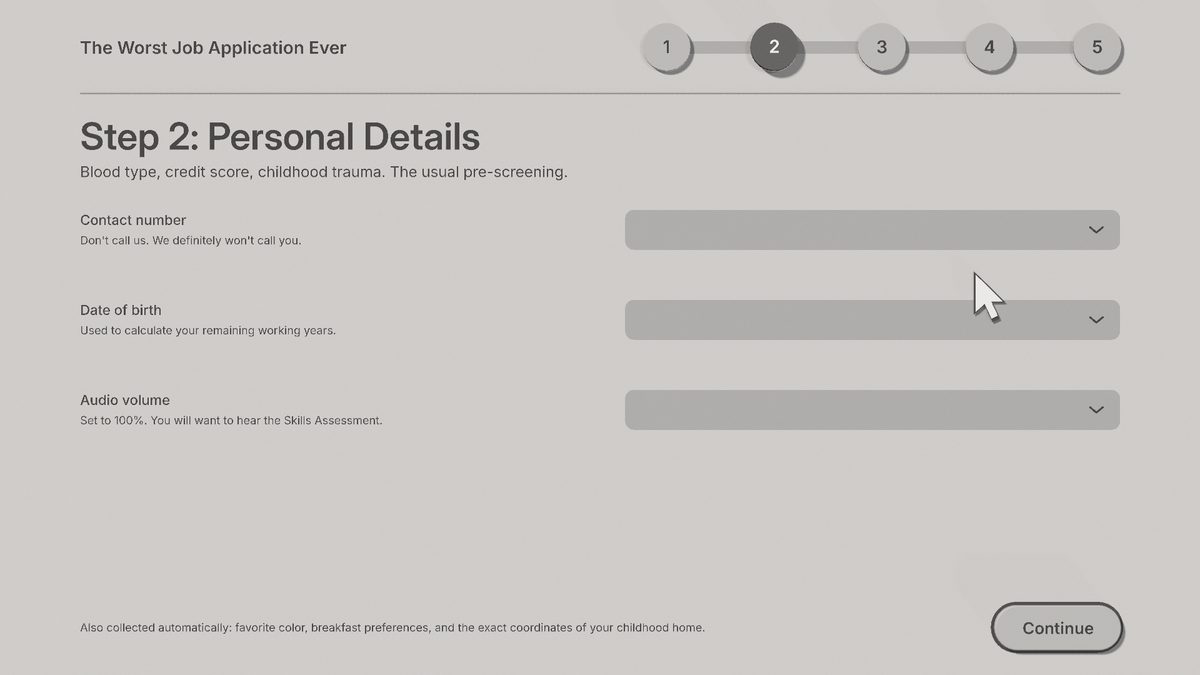 The Worst Job Application Ever
1
2
3
4
5
Step 2: Personal Details
Blood type, credit score, childhood trauma. The usual pre-screening.
Contact number
Don't call us. We definitely won't call you.
Date of birth
Used to calculate your remaining working years.
Audio volume
Set to 100%. You will want to hear the Skills Assessment.
Also collected automatically: favorite color, breakfast preferences, and the exact coordinates of your childhood home.
Continue